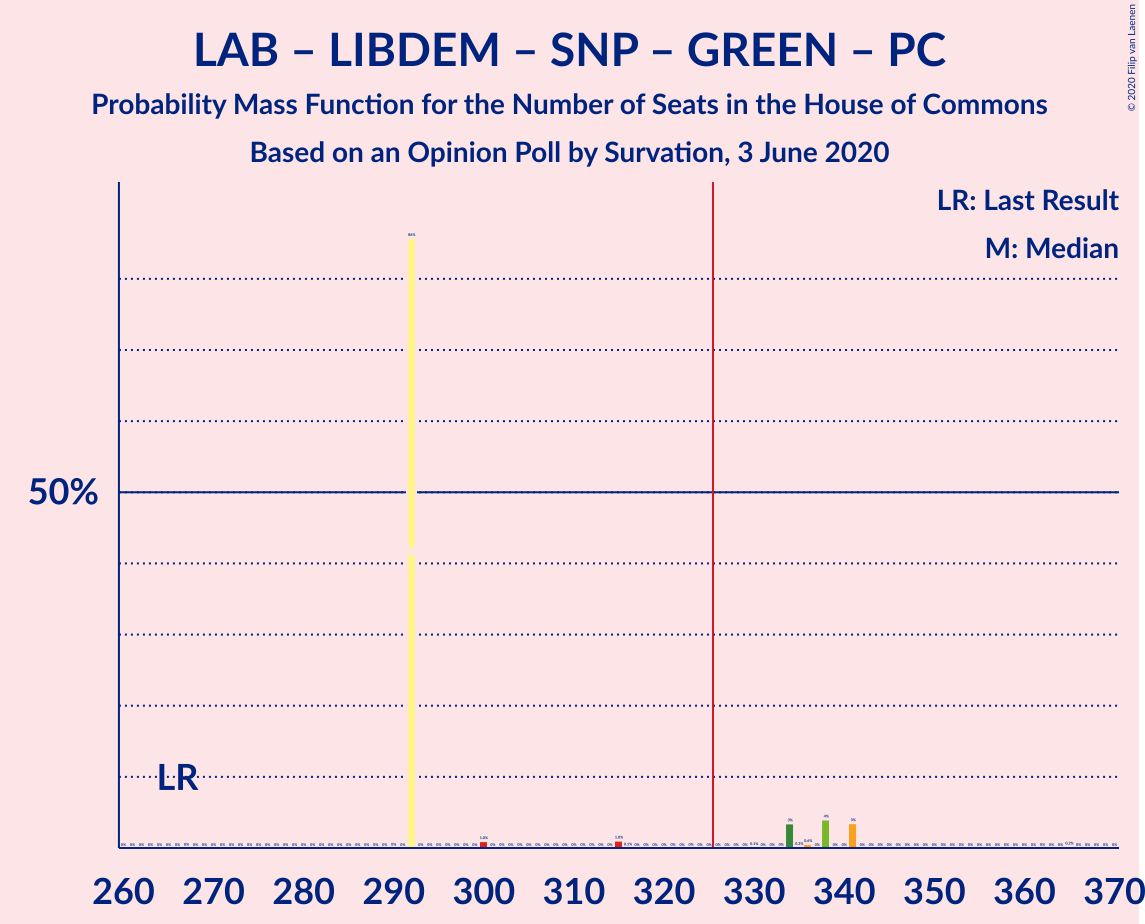 LAB – LIBDEM – SNP – GREEN – PC
Probability Mass Function for the Number of Seats in the House of Commons
Based on an Opinion Poll by Survation, 3 June 2020
© 2020 Filip van Laenen
LR: Last Result
M: Median
50%
LR
260 270 280 290 300 310 320 330 340 350 360 370